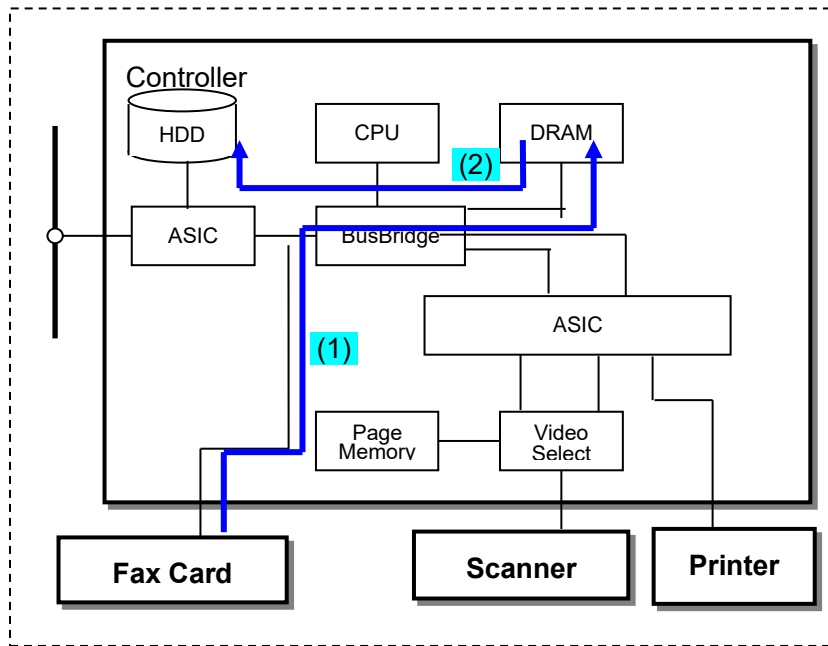 Controller
HDD
CPU
DRAM
(2)
ASIC
BusBridge
ASIC
(1)
Page
Memory
Video
Select
Fax Card
Scanner
Printer